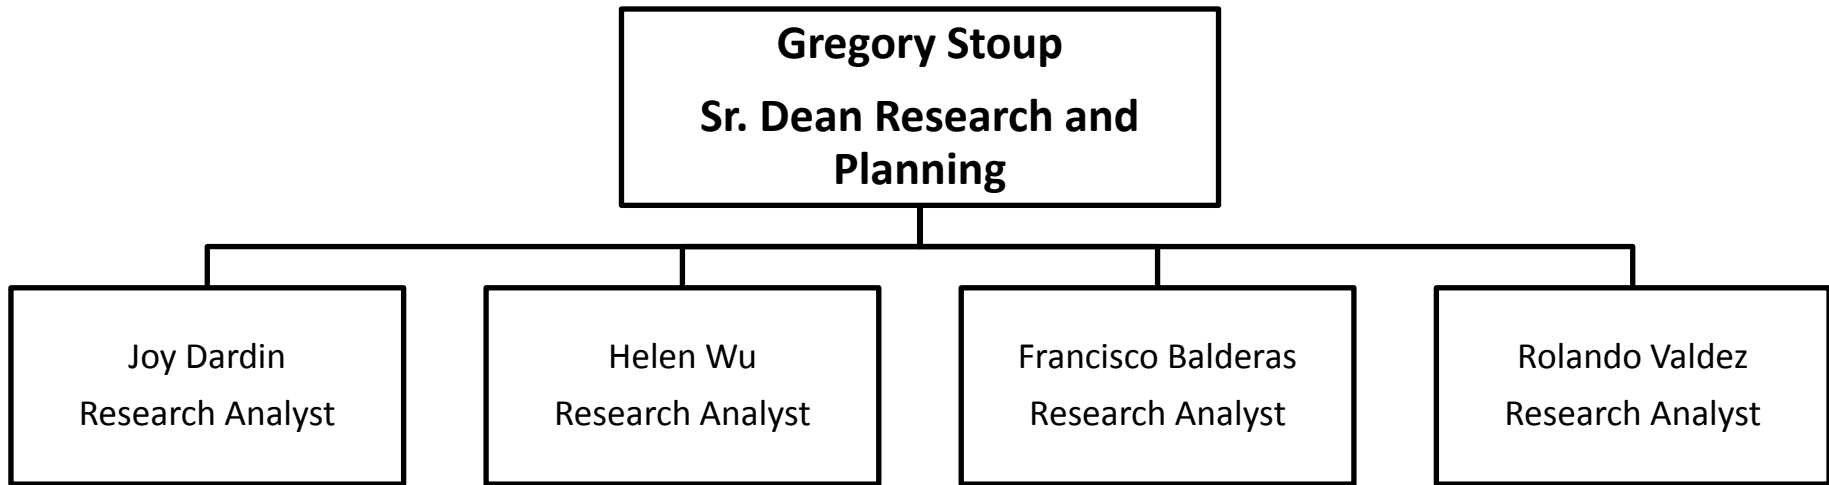 Gregory Stoup
Sr. Dean Research and
Planning
Joy Dardin
Research Analyst
Helen Wu
Research Analyst
Francisco Balderas
Research Analyst
Rolando Valdez
Research Analyst